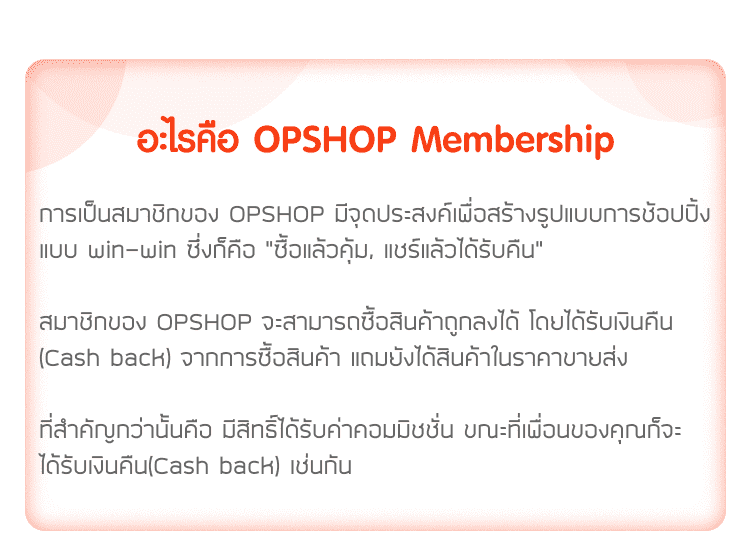 อะไรคือ OPSHOP Membership
การเป็นสมาชิกของ OPSHOP มีจุดประสงค์เพื่อสร้างรูปแบบการช้อปปิ้ง
แบบ win-win ซึ่งก็คือ "ซื้อแล้วคุ้ม, แชร์แล้วได้รับคืน"
สมาชิกของ OPSHOP จะสามารถซื้อสินค้าถูกลงได้ โดยได้รับเงินคืน
(Cash back) จากการซื้อสินค้า แถมยังได้สินค้าในราคาขายส่ง
ที่สำคัญกว่านั้นคือ มีสิทธิ์ได้รับค่าคอมมิชชั่น ขณะที่เพื่อนของคุณก็จะ
ได้รับเงินคืน(Cash back) เช่นกัน